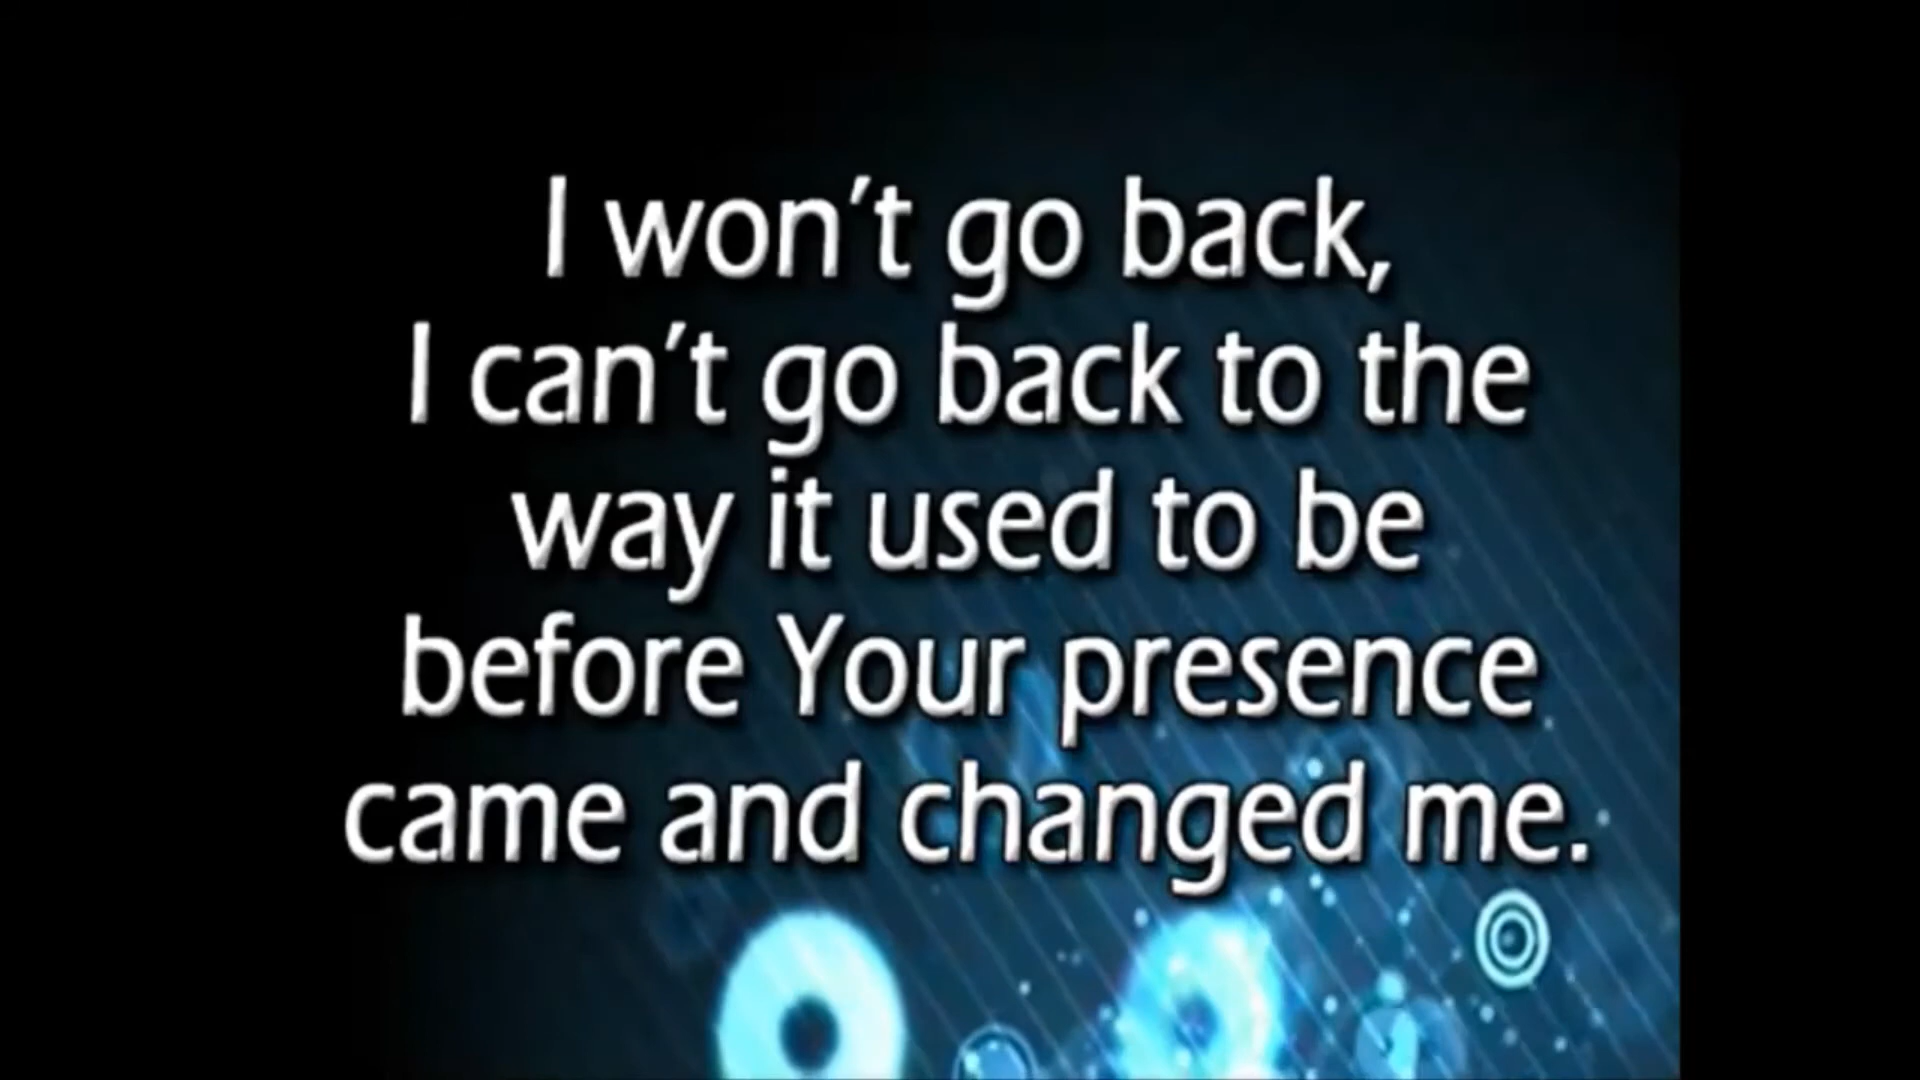 I won't go back,
I can't go back to the
way it used to be
before Your presence
came and changed me.